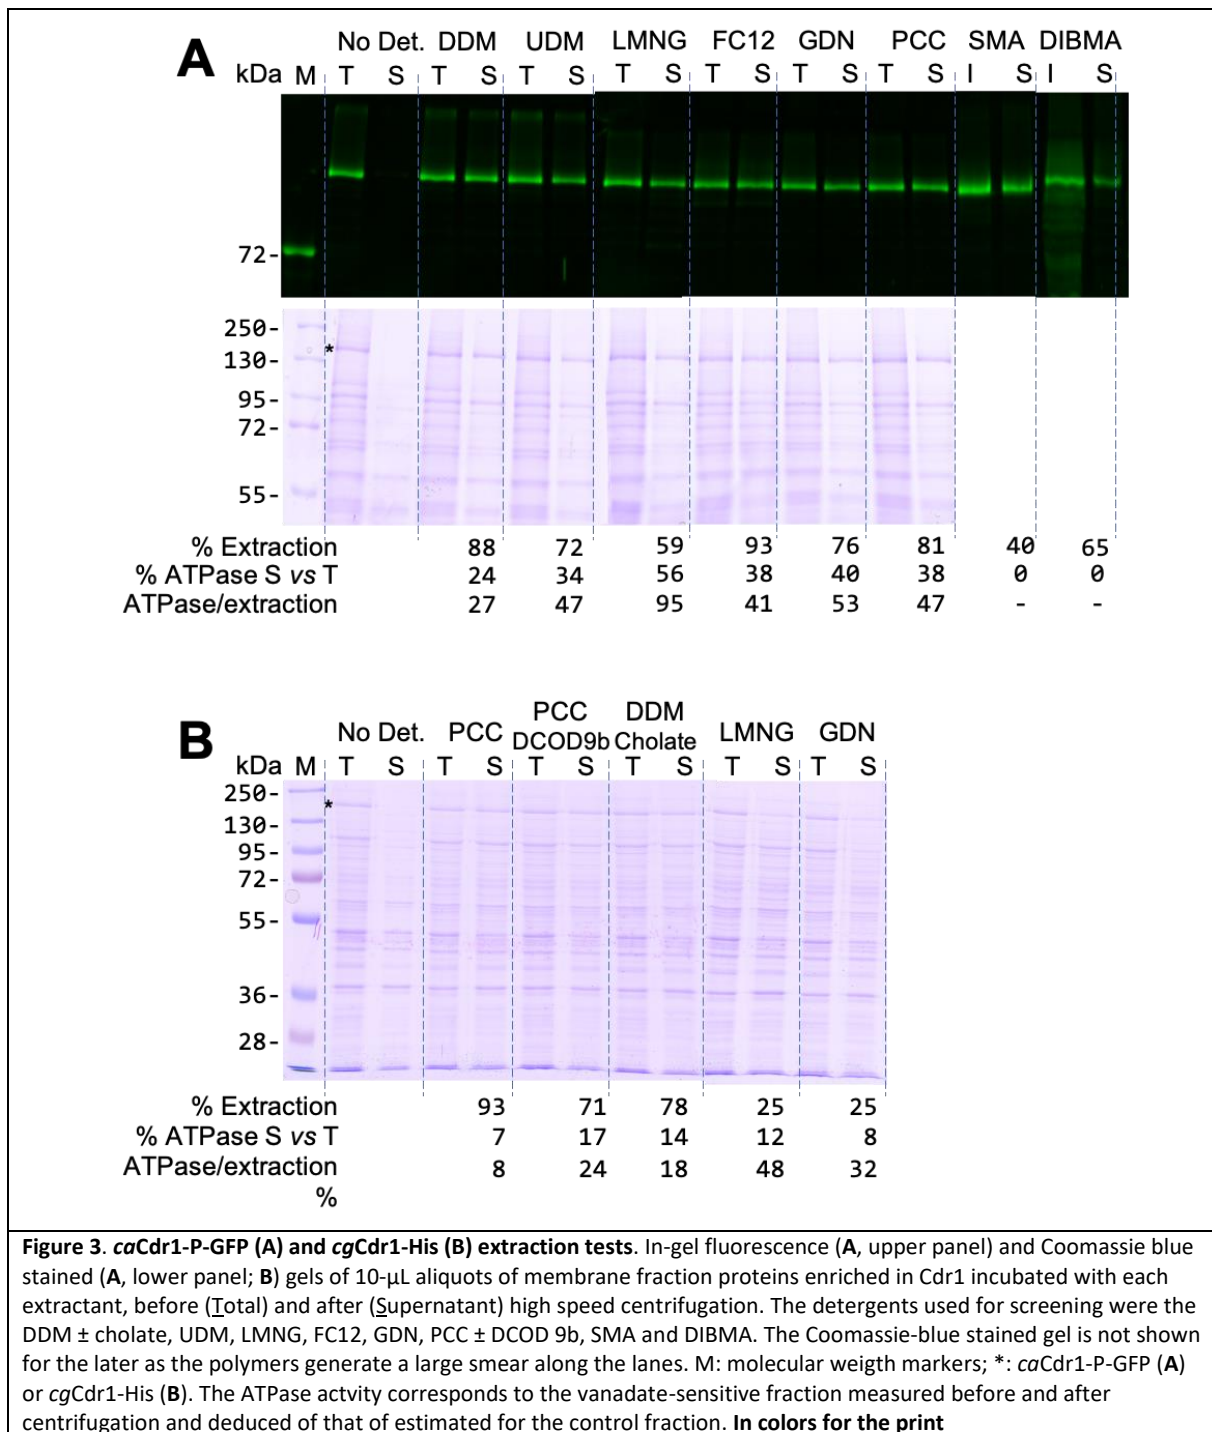 A
No Det. DDM UDM LMNG FC12 GDN PCC SMA DIBMA
kDa M T S T S T S T S T S T S T S I S I S
72-
250-
*
130-
95-
72-
55-
% Extraction 88 72 59 93 76 81 40 65
% ATPase S vs T 24 34 56 38 40 38 0 0
ATPase/extraction 27 47 95 41 53 47 - -
B
No Det. PCC PCC DCOD9b DDM Cholate LMNG GDN
kDa M T S T S T S T S T S T S
250-
*
130-
95-
72-
55-
36-
28-
% Extraction 93 71 78 25 25
% ATPase S vs T 7 17 14 12 8
ATPase/extraction 8 24 18 48 32
%
Figure 3. caCdr1-P-GFP (A) and cgCdr1-His (B) extraction tests. In-gel fluorescence (A, upper panel) and Coomassie blue
stained (A, lower panel; B) gels of 10-µL aliquots of membrane fraction proteins enriched in Cdr1 incubated with each
extractant, before (Total) and after (Supernatant) high speed centrifugation. The detergents used for screening were the
DDM ± cholate, UDM, LMNG, FC12, GDN, PCC ± DCOD 9b, SMA and DIBMA. The Coomassie-blue stained gel is not shown
for the later as the polymers generate a large smear along the lanes. M: molecular weigth markers; *: caCdr1-P-GFP (A)
or cgCdr1-His (B). The ATPase actvity corresponds to the vanadate-sensitive fraction measured before and after
centrifugation and deduced of that of estimated for the control fraction. In colors for the print